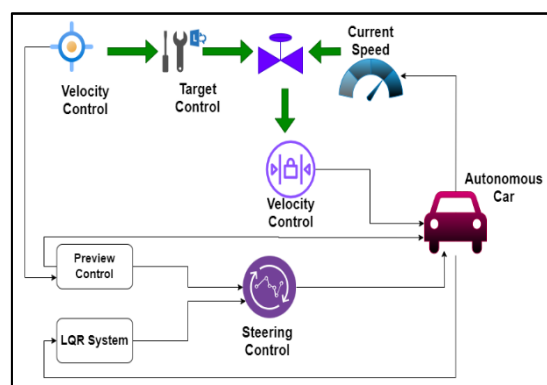 Current
Speed
Velocity
Control
Target
Control
Velocity
Control
Autonomous
Car
Preview
Control
LQR System
Steering
Control